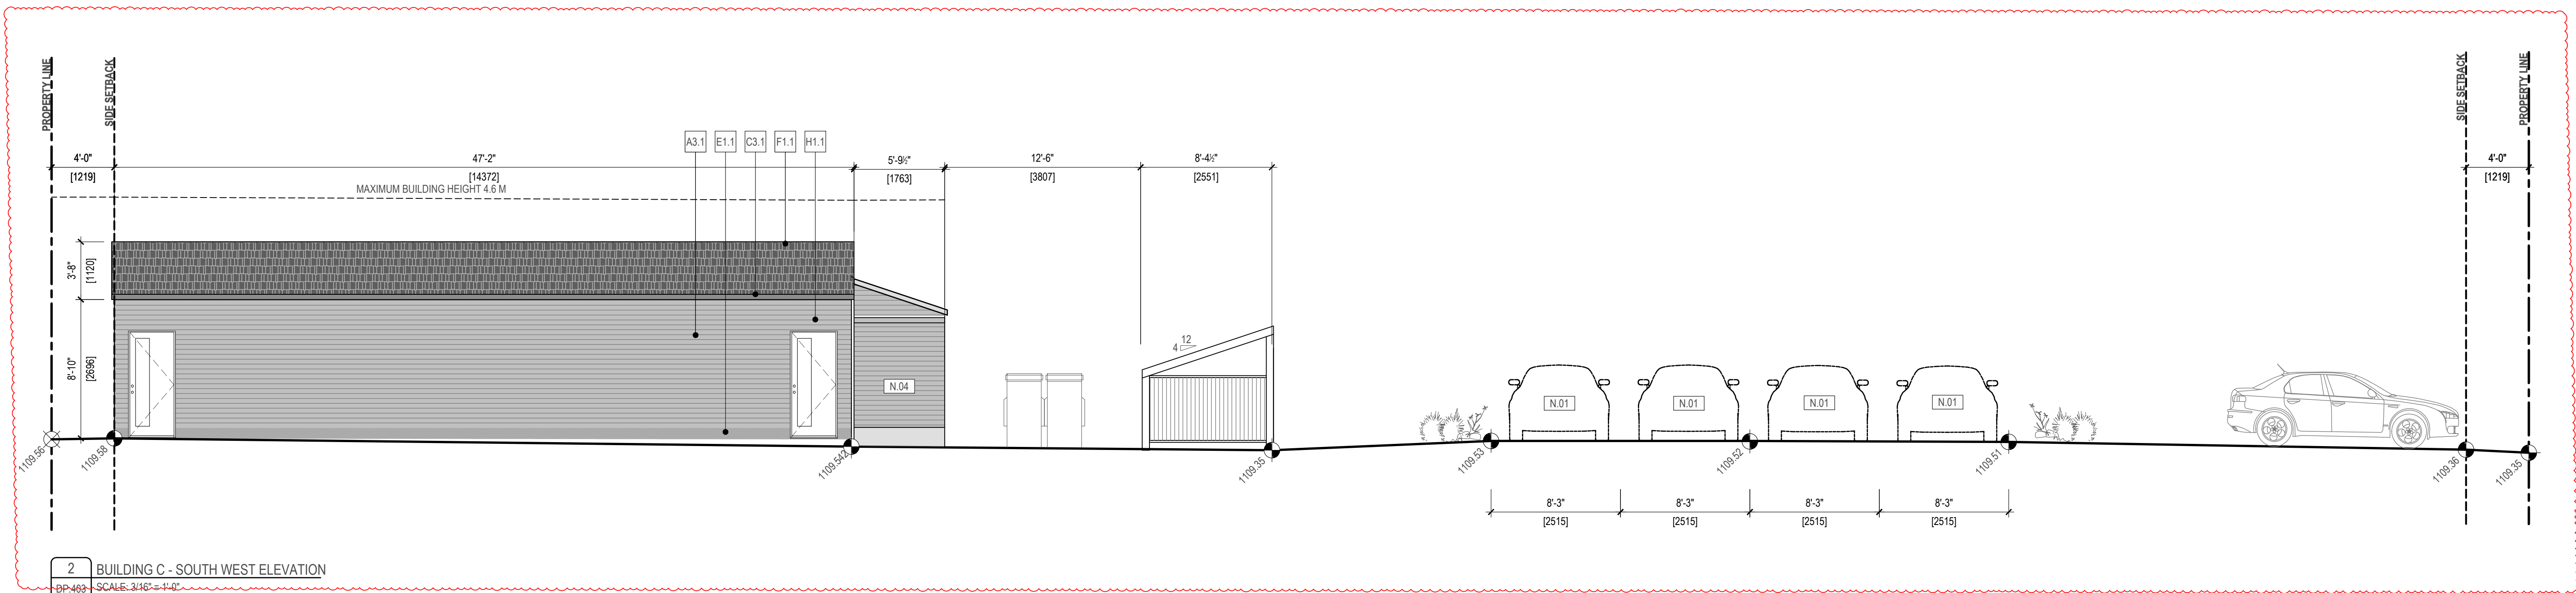 PROPERTY LINE
SIDE SETBACK
SIDE SETBACK
PROPERTY LINE
A3.1
E1.1
C3.1
F1.1
H1.1
4'-0"
[1219]
47'-2"
[14372]
5'-9½"
[1763]
12'-6"
[3807]
8'-4½"
[2551]
4'-0"
[1219]
MAXIMUM BUILDING HEIGHT 4.6 M
3'-8"
[1120]
8'-10"
[2696]
12
4
N.04
N.01
N.01
N.01
N.01
1109.56
1109.58
1109.542
1109.35
1109.53
1109.52
1109.51
1109.36
1109.35
8'-3"
[2515]
8'-3"
[2515]
8'-3"
[2515]
8'-3"
[2515]
2
BUILDING C - SOUTH WEST ELEVATION
DP.403
SCALE: 3/16" = 1'-0"